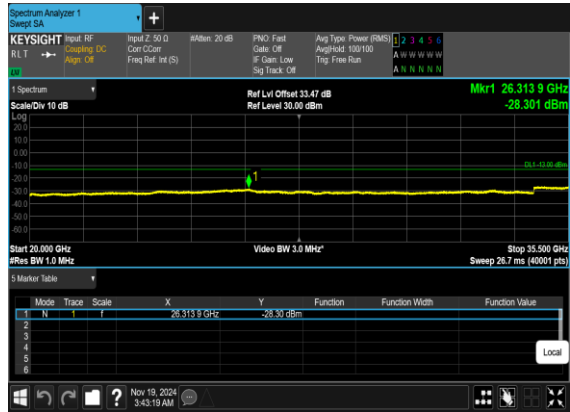 Spectrum Analyzer 1
Swept SA
KEYSIGHT Input: RF Input Z: 50 Ω #Atten: 20 dB PNO: Fast Avg Type: Power (RMS) 1 2 3 4 5 6
RLT Coupling: DC Corr CCorr Gate: Off Avg|Hold: 100/100 A W W W W W
Align: Off Freq Ref: Int (S) IF Gain: Low Trig: Free Run
Sig Track: Off A N N N N N
1 Spectrum Ref Lvl Offset 33.47 dB Mkr1 26.313 9 GHz
Scale/Div 10 dB Ref Level 30.00 dBm -28.301 dBm
Log
20.0
10.0
0.00
-10.0 DL1 -13.00 dBm
-20.0 1
-30.0
-40.0
-50.0
-60.0
Start 20.000 GHz Video BW 3.0 MHz* Stop 35.500 GHz
#Res BW 1.0 MHz Sweep 26.7 ms (40001 pts)
5 Marker Table
Mode Trace Scale X Y Function Function Width Function Value
1 N 1 f 26.313 9 GHz -28.30 dBm
2
3
4
5
6
Local
? Nov 19, 2024
3:43:19 AM